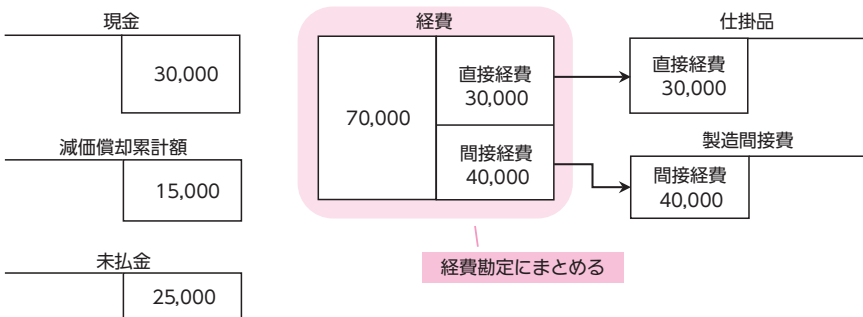 現金
30,000
減価償却累計額
15,000
未払金
25,000
経費
70,000
直接経費
30,000
間接経費
40,000
経費勘定にまとめる
仕掛品
直接経費
30,000
製造間接費
間接経費
40,000